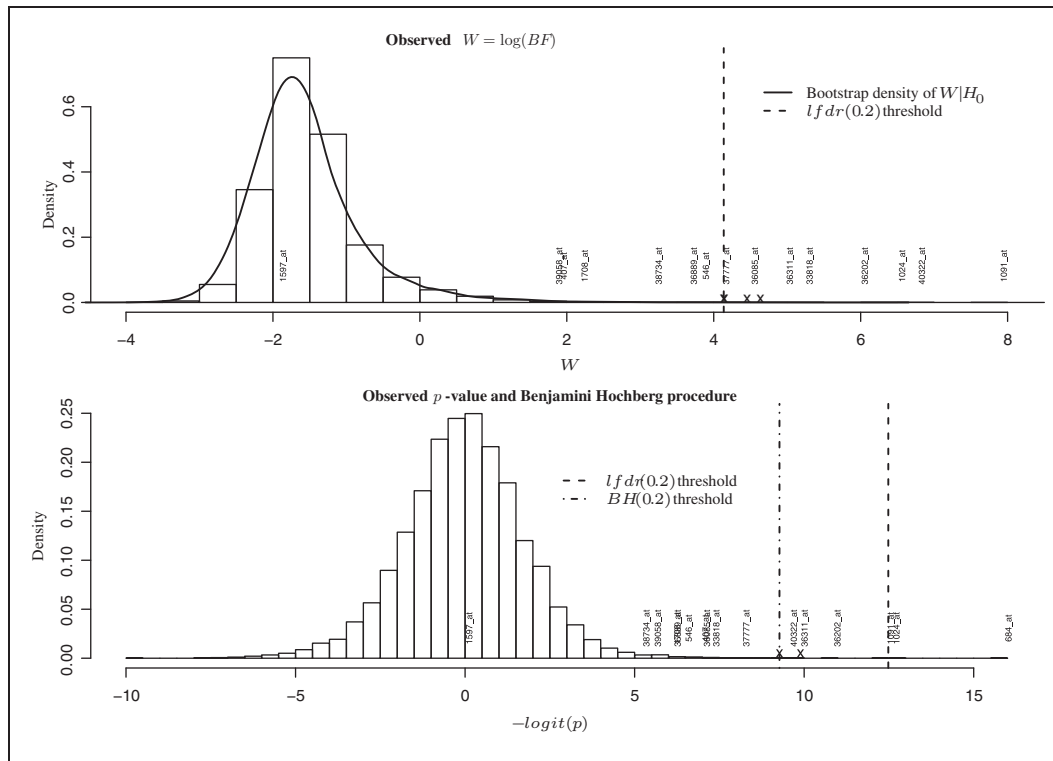 Observed W = log(BF)
Bootstrap density of W|H0
lfdr(0.2) threshold
Density
0.0 0.2 0.4 0.6
1597_at 39058_at 407_at 1708_at 38734_at 36889_at 546_at 37777_at 36085_at 36311_at 33818_at 36202_at 1024_at 40322_at 1091_at
x x x
−4 −2 0 2 4 6 8
W
Observed p -value and Benjamini Hochberg procedure
lfdr(0.2) threshold
BH(0.2) threshold
Density
0.00 0.05 0.10 0.15 0.20 0.25
1597_at 38734_at 39058_at 546_at 33818_at 37777_at 40322_at 36311_at 36202_at 1024_at 684_at
x x
−10 −5 0 5 10 15
−logit(p)